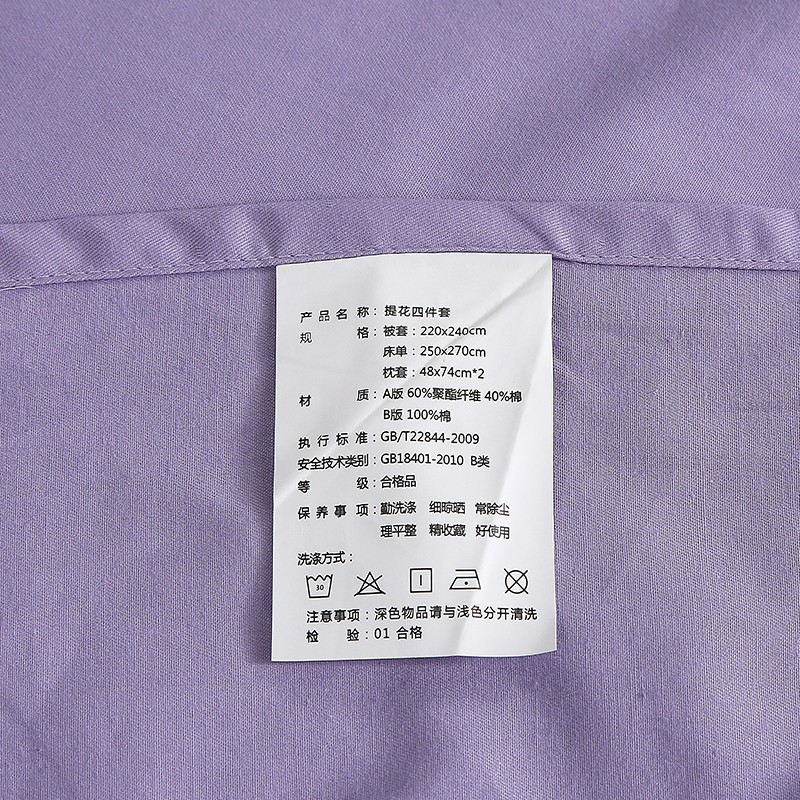 产品名称：提花四件套
规格：被套：220x240cm
床单：250x270cm
枕套：48x74cm*2
材质：A版 60%聚酯纤维 40%棉
B版 100%棉
执行标准：GB/T22844-2009
安全技术类别：GB18401-2010 B类
等级：合格品
保养事项：勤洗涤 细晾晒 常除尘
理平整 精收藏 好使用
洗涤方式：
30
注意事项：深色物品请与浅色分开清洗
检验：01 合格